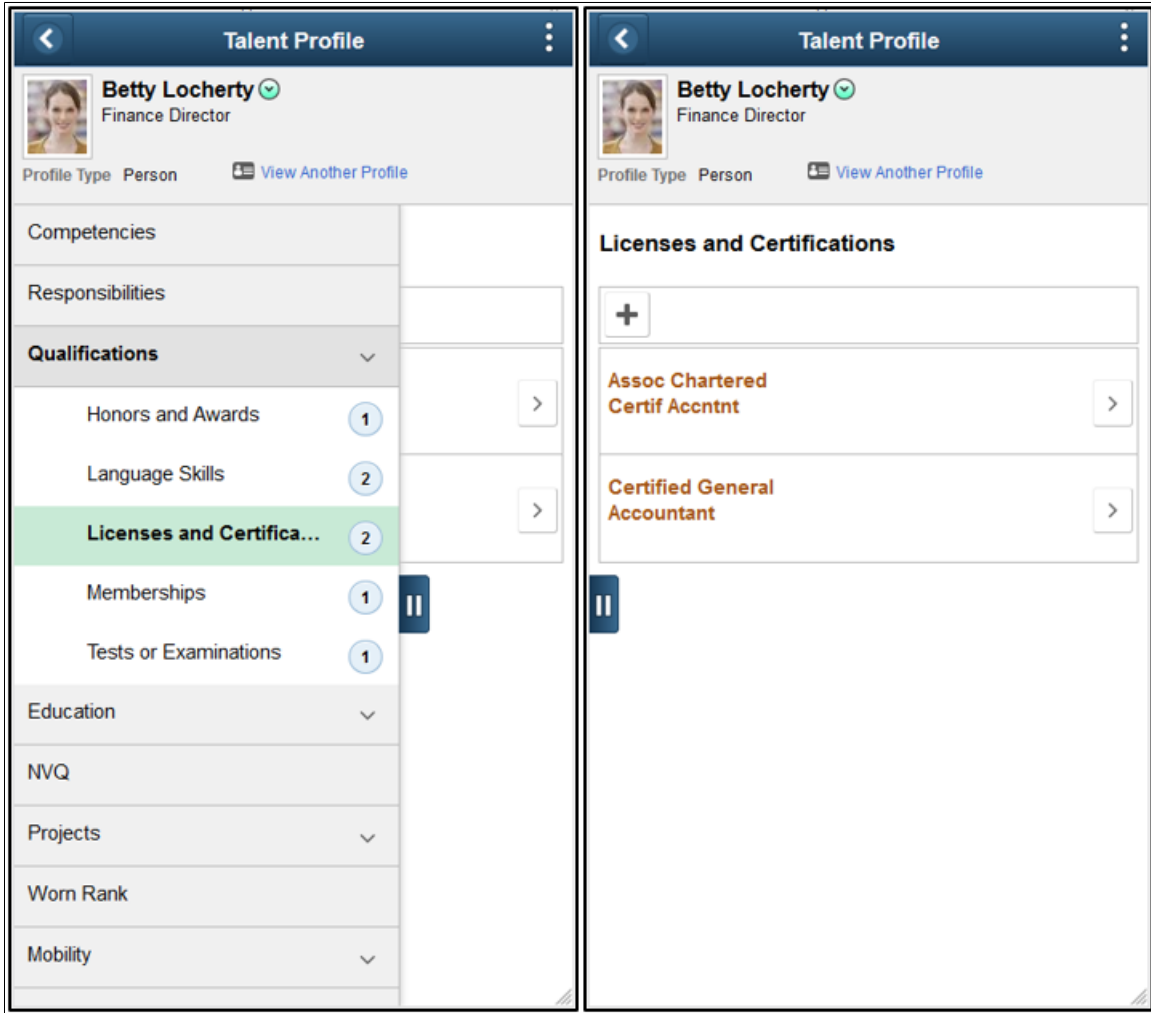 Talent Profile
Betty Locherty
Finance Director
Profile Type Person View Another Profile
Competencies
Responsibilities
Qualifications
Honors and Awards 1
Language Skills 2
Licenses and Certifica... 2
Memberships 1
Tests or Examinations 1
Education
NVQ
Projects
Worn Rank
Mobility
Talent Profile
Betty Locherty
Finance Director
Profile Type Person View Another Profile
Licenses and Certifications
Assoc Chartered
Certif Accntnt
Certified General
Accountant